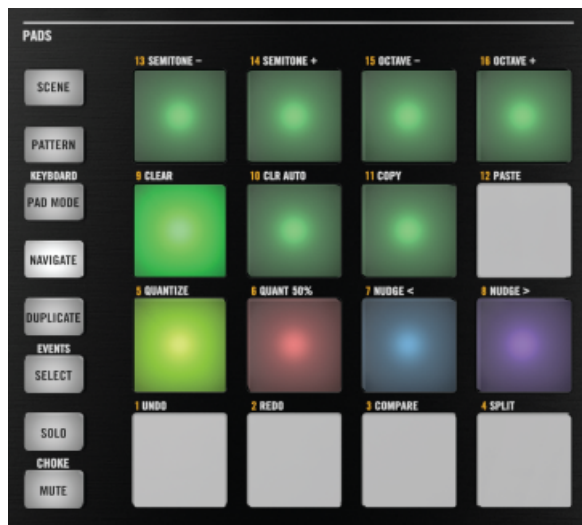 PADS
13 SEMITONE – 14 SEMITONE + 15 OCTAVE – 16 OCTAVE +
SCENE
PATTERN
KEYBOARD 9 CLEAR 10 CLR AUTO 11 COPY 12 PASTE
PAD MODE
NAVIGATE
5 QUANTIZE 6 QUANT 50% 7 NUDGE < 8 NUDGE >
DUPLICATE
EVENTS
SELECT
1 UNDO 2 REDO 3 COMPARE 4 SPLIT
SOLO
CHOKE
MUTE